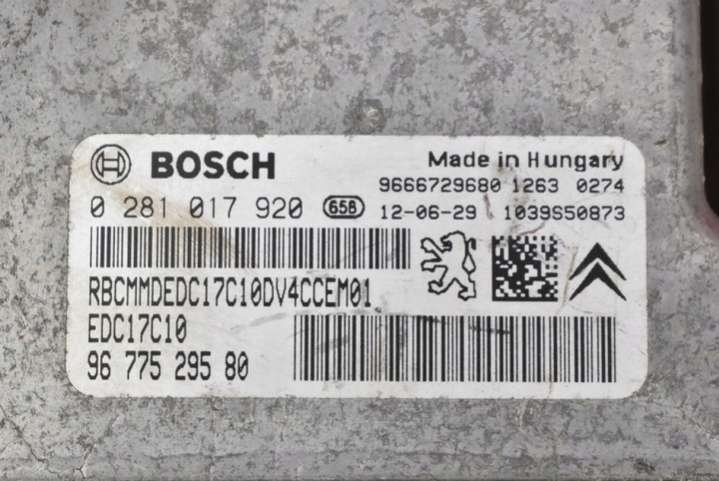 BOSCH
Made in Hungary
9666729680 1263 0274
0 281 017 920 65B 12-06-29 1039S50873
RBCMMDEDC17C10DV4CCEM01
EDC17C10
96 775 295 80